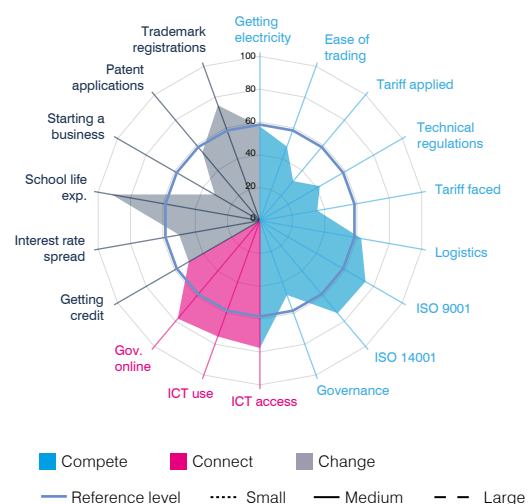 Getting
electricity
Trademark
registrations
Ease of
trading
Patent
applications
Tariff applied
Starting a
business
Technical
regulations
School life
exp.
Tariff faced
Interest rate
spread
Logistics
Getting
credit
ISO 9001
Gov.
online
ISO 14001
ICT use
ICT access
Governance
100
80
60
40
20
0
Compete
Connect
Change
Reference level
Small
Medium
Large